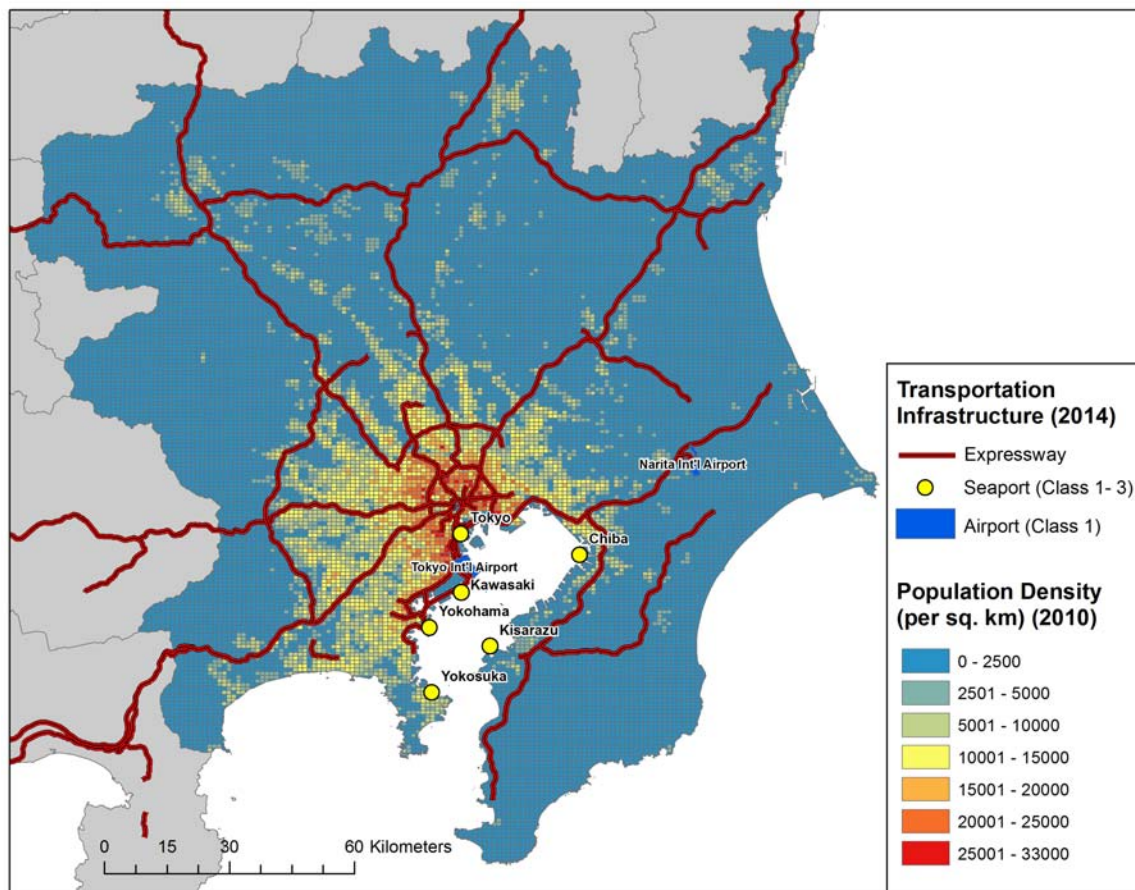 Narita Int'l Airport
Tokyo
Chiba
Tokyo Int'l Airport
Kawasaki
Yokohama
Kisarazu
Yokosuka
0 15 30 60 Kilometers
Transportation
Infrastructure (2014)
Expressway
Seaport (Class 1- 3)
Airport (Class 1)
Population Density
(per sq. km) (2010)
0 - 2500
2501 - 5000
5001 - 10000
10001 - 15000
15001 - 20000
20001 - 25000
25001 - 33000